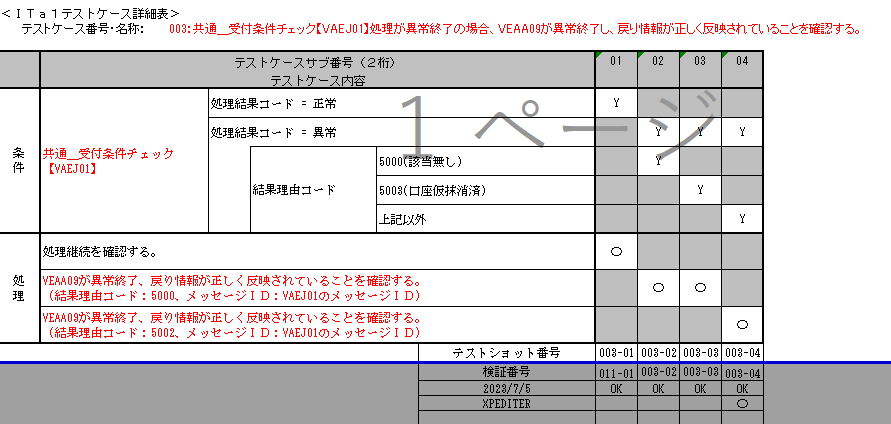 ＜ＩＴａ１テストケース詳細表＞
テストケース番号・名称: 003:共通＿受付条件チェック【VAEJ01】処理が異常終了の場合、VEAA09が異常終了し、戻り情報が正しく反映されていることを確認する。
テストケースサブ番号（２桁） 01 02 03 04
テストケース内容
処理結果コード = 正常 Y
処理結果コード = 異常 Y Y Y
条件
共通＿受付条件チェック
【VAEJ01】
5000(該当無し) Y
結果理由コード
5003(口座仮抹消済) Y
上記以外 Y
1 ページ
処理継続を確認する。 ○
処理
VEAA09が異常終了、戻り情報が正しく反映されていることを確認する。
（結果理由コード：5000、メッセージＩＤ：VAEJ01のメッセージＩＤ） ○ ○
VEAA09が異常終了、戻り情報が正しく反映されていることを確認する。
（結果理由コード：5002、メッセージＩＤ：VAEJ01のメッセージＩＤ） ○
テストショット番号 003-01 003-02 003-03 003-04
検証番号 011-01 003-02 003-03 003-04
2023/7/5 OK OK OK OK
XPEDITER ○